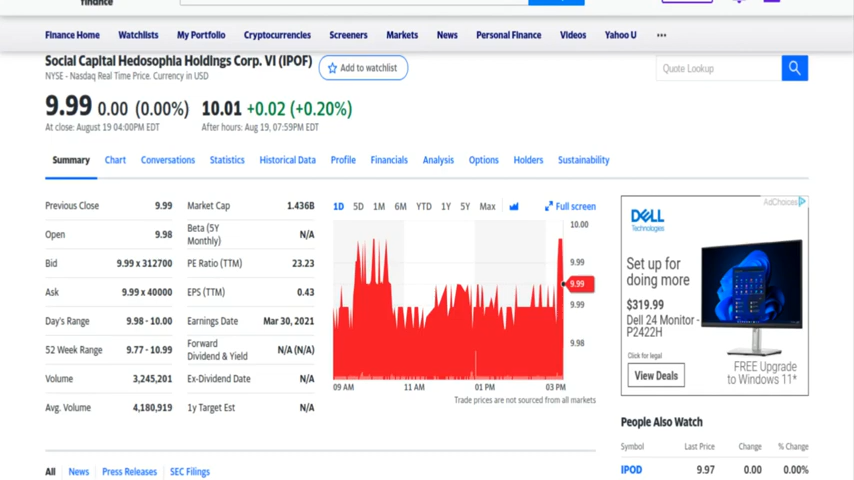 finance
Finance Home Watchlists My Portfolio Cryptocurrencies Screeners Markets News Personal Finance Videos Yahoo U •••
Social Capital Hedosophia Holdings Corp. VI (IPOF)
NYSE - Nasdaq Real Time Price. Currency in USD
Add to watchlist
Quote Lookup
9.99 0.00 (0.00%) 10.01 +0.02 (+0.20%)
At close: August 19 04:00PM EDT After hours: Aug 19, 07:59PM EDT
Summary Chart Conversations Statistics Historical Data Profile Financials Analysis Options Holders Sustainability
Previous Close 9.99
Open 9.98
Bid 9.99 x 312700
Ask 9.99 x 40000
Day's Range 9.98 - 10.00
52 Week Range 9.77 - 10.99
Volume 3,245,201
Avg. Volume 4,180,919
Market Cap 1.436B
Beta (5Y
Monthly) N/A
PE Ratio (TTM) 23.23
EPS (TTM) 0.43
Earnings Date Mar 30, 2021
Forward
Dividend & Yield N/A (N/A)
Ex-Dividend Date N/A
1y Target Est N/A
1D 5D 1M 6M YTD 1Y 5Y Max Full screen
10.00
9.99
9.99
9.99
9.98
09 AM 11 AM 01 PM 03 PM
Trade prices are not sourced from all markets
AdChoices
DELL
Technologies
Set up for
doing more
$319.99
Dell 24 Monitor -
P2422H
Click for legal
View Deals
FREE Upgrade
to Windows 11*
People Also Watch
Symbol Last Price Change % Change
IPOD 9.97 0.00 0.00%
All News Press Releases SEC Filings